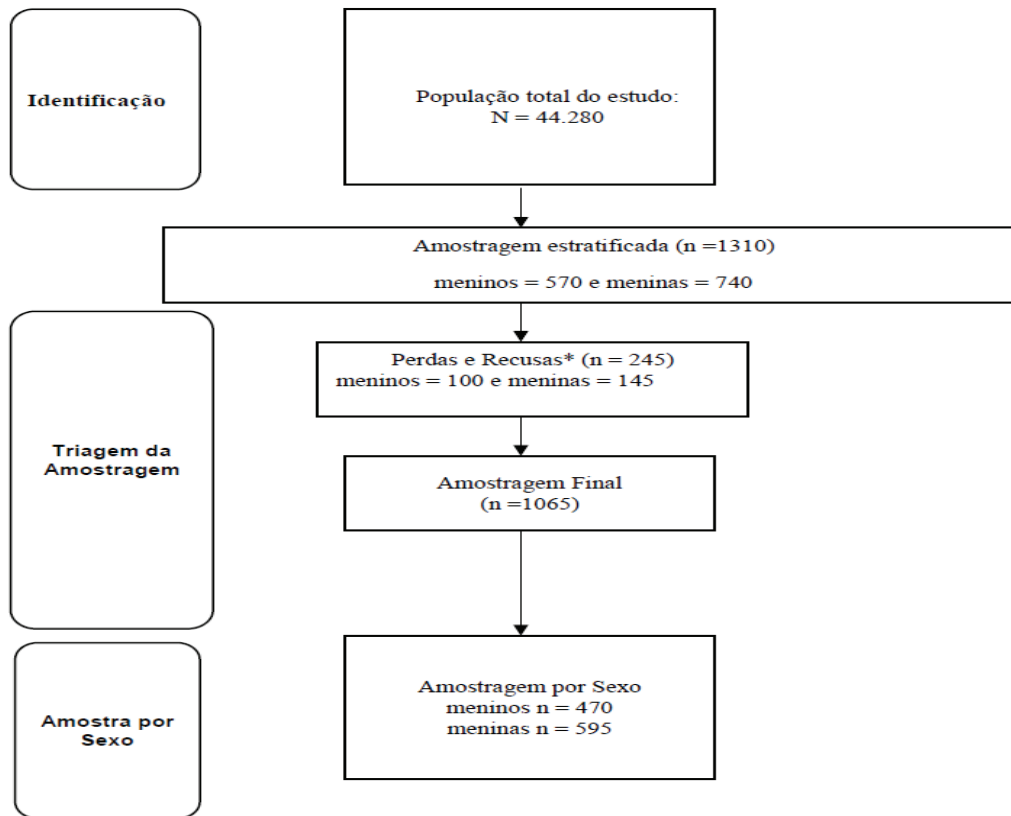 Identificação
População total do estudo:
N = 44.280
Amostragem estratificada (n =1310)
meninos = 570 e meninas = 740
Triagem da
Amostragem
Perdas e Recusas* (n = 245)
meninos = 100 e meninas = 145
Amostragem Final
(n =1065)
Amostra por
Sexo
Amostragem por Sexo
meninos n = 470
meninas n = 595